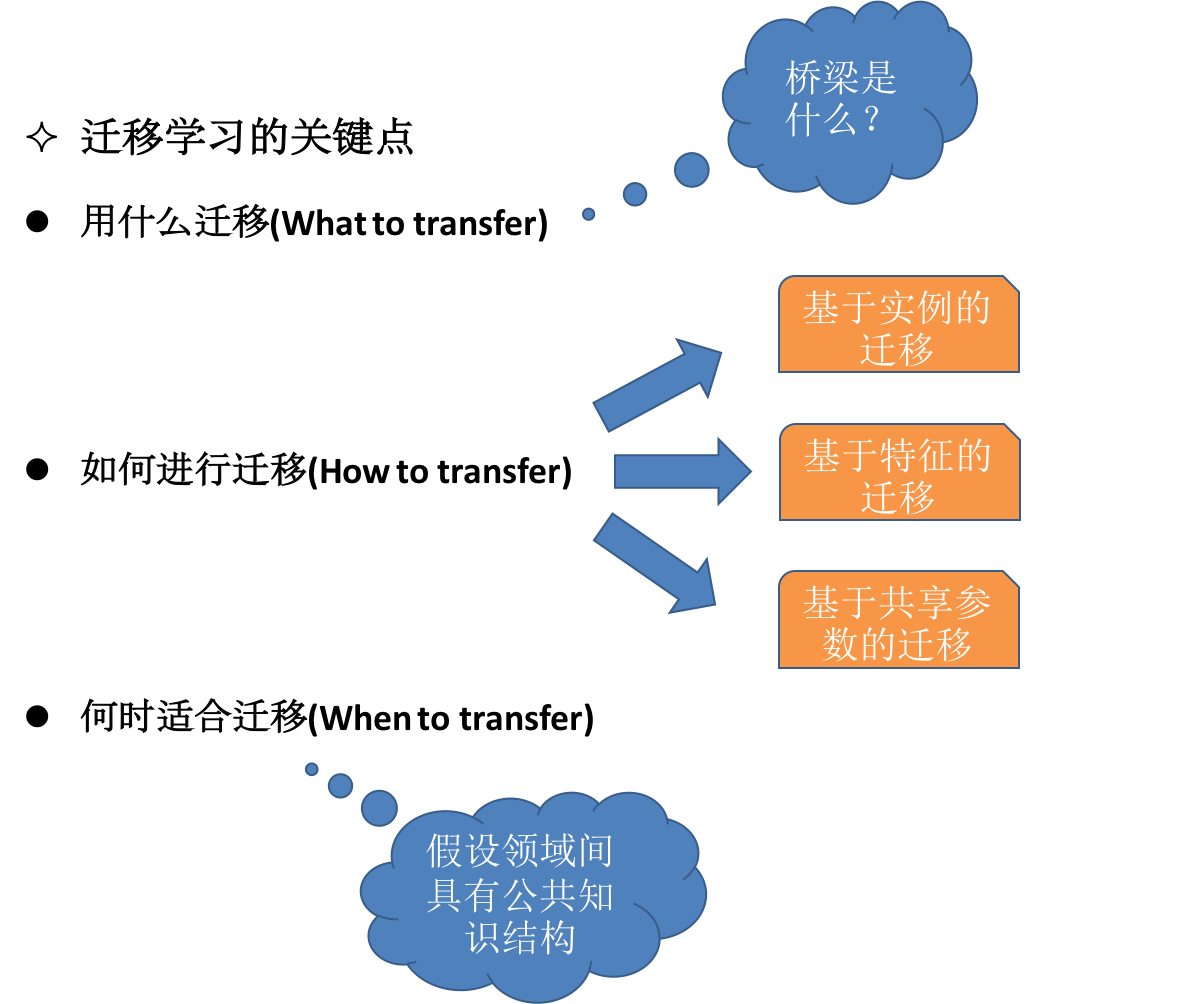 桥梁是
什么?
迁移学习的关键点
用什么迁移(What to transfer)
基于实例的
迁移
如何进行迁移(How to transfer)
基于特征的
迁移
基于共享参
数的迁移
何时适合迁移(When to transfer)
假设领域间
具有公共知
识结构